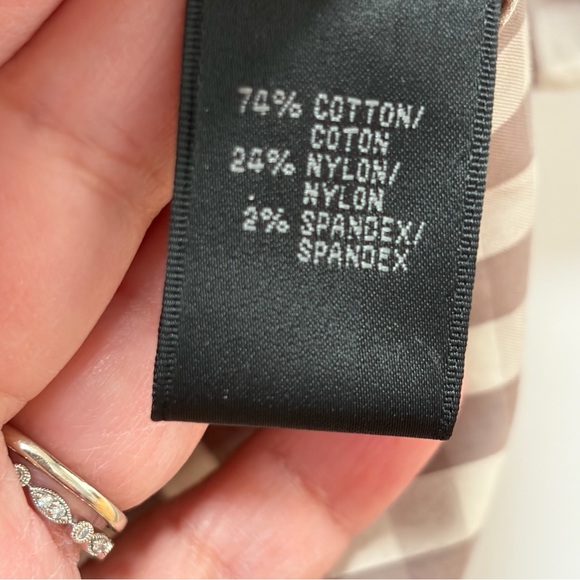 74% COTTON/
COTON
24% NYLON/
NYLON
2% SPANDEX/
SPANDEX